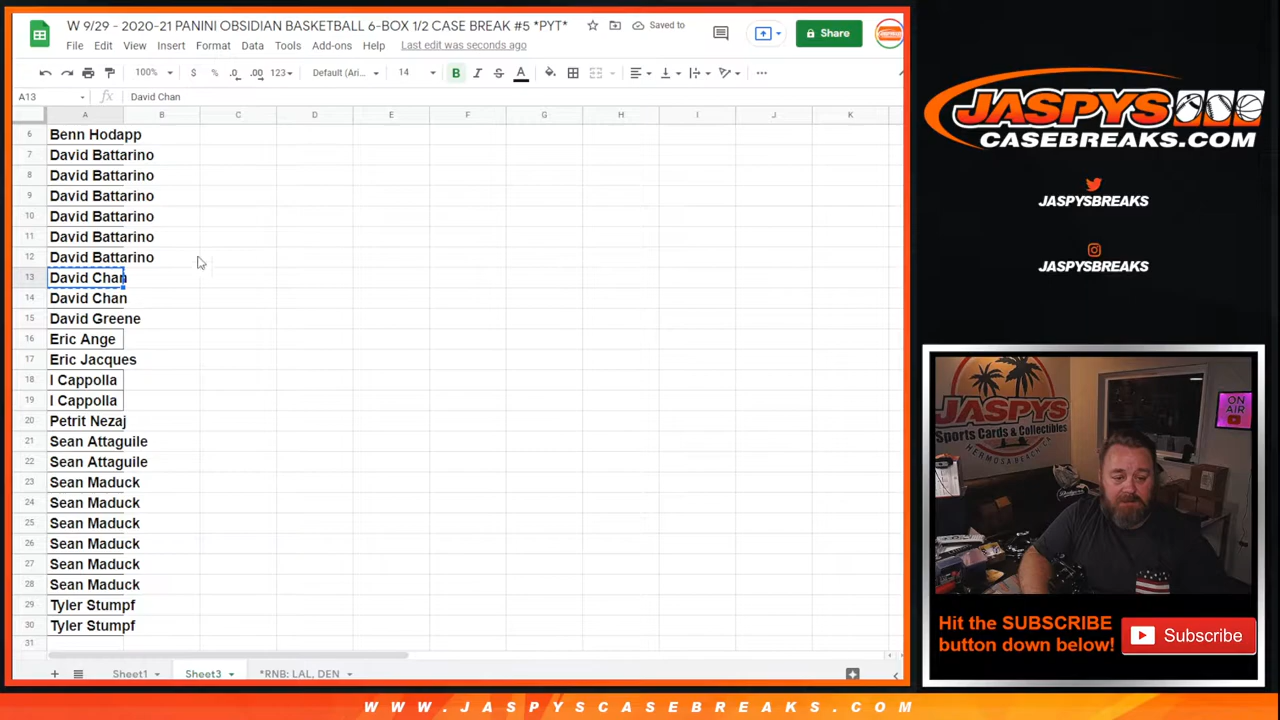 W 9/29 - 2020-21 PANINI OBSIDIAN BASKETBALL 6-BOX 1/2 CASE BREAK #5 *PYT*
Saved to
Share
File Edit View Insert Format Data Tools Add-ons Help Last edit was seconds ago
100% $ % .0 .00 123 Default (Ari... 14 B I S A
A13 fx David Chan
A B C D E F G H I J K
6 Benn Hodapp
7 David Battarino
8 David Battarino
9 David Battarino
10 David Battarino
11 David Battarino
12 David Battarino
13 David Chan
14 David Chan
15 David Greene
16 Eric Ange
17 Eric Jacques
18 I Cappolla
19 I Cappolla
20 Petrit Nezaj
21 Sean Attaguile
22 Sean Attaguile
23 Sean Maduck
24 Sean Maduck
25 Sean Maduck
26 Sean Maduck
27 Sean Maduck
28 Sean Maduck
29 Tyler Stumpf
30 Tyler Stumpf
31
Sheet1 Sheet3 *RNB: LAL, DEN
JASPYS
CASEBREAKS.COM
JASPYSBREAKS
JASPYSBREAKS
JASPYS
Sports Cards & Collectibles
HERMOSA BEACH CA
ON
AIR
Hit the SUBSCRIBE
button down below!
Subscribe
WWW.JASPYSCASEBREAKS.COM